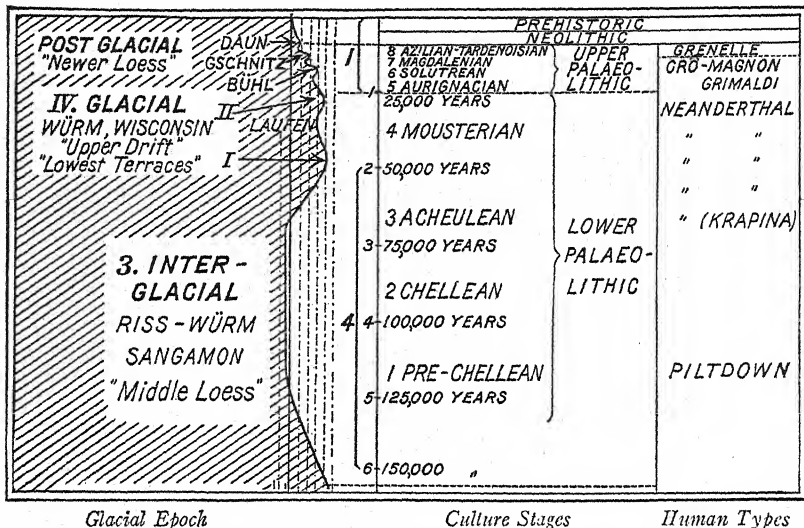 PREHISTORIC
NEOLITHIC
POST GLACIAL
"Newer Loess"
DAUN
GSCHNITZ
BÜHL
IV. GLACIAL
WÜRM, WISCONSIN
"Upper Drift"
"Lowest Terraces"
II
LAUFEN
I
3. INTER-
GLACIAL
RISS-WÜRM
SANGAMON
"Middle Loess"
1
4
8 AZILIAN-TARDENOISIAN
7 MAGDALENIAN
6 SOLUTREAN
5 AURIGNACIAN
1 25,000 YEARS
4 MOUSTERIAN
2-50,000 YEARS
3 ACHEULEAN
3-75,000 YEARS
2 CHELLEAN
4-100,000 YEARS
1 PRE-CHELLEAN
5-125,000 YEARS
6-150,000 "
UPPER
PALAEO-
LITHIC
LOWER
PALAEO-
LITHIC
GRENELLE
CRÔ-MAGNON
GRIMALDI
NEANDERTHAL
" "
" "
" "
" (KRAPINA)
PILTDOWN
Glacial Epoch
Culture Stages
Human Types